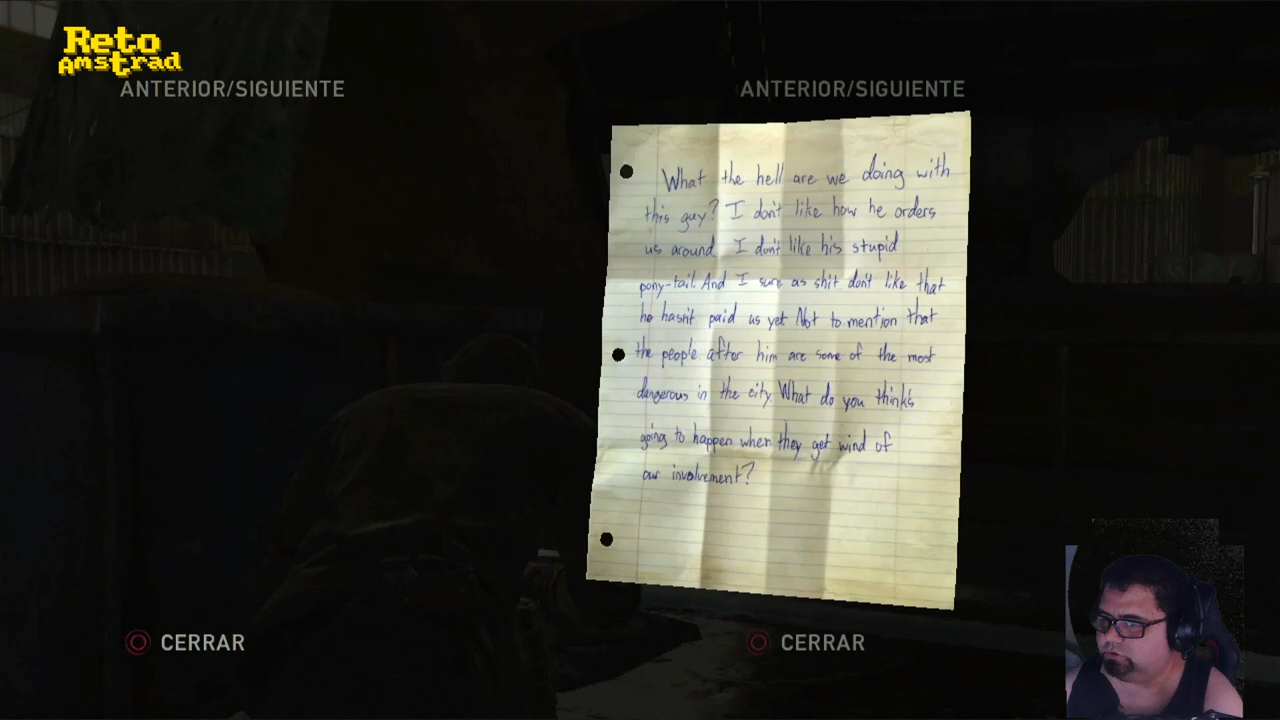 Reto
Amstrad
ANTERIOR/SIGUIENTE
ANTERIOR/SIGUIENTE
What the hell are we doing with
this guy? I don't like how he orders
us around. I don't like his stupid
pony-tail. And I sure as shit don't like that
he hasn't paid us yet. Not to mention that
the people after him are some of the most
dangerous in the city. What do you think's
going to happen when they get wind of
our involvement?
CERRAR
CERRAR